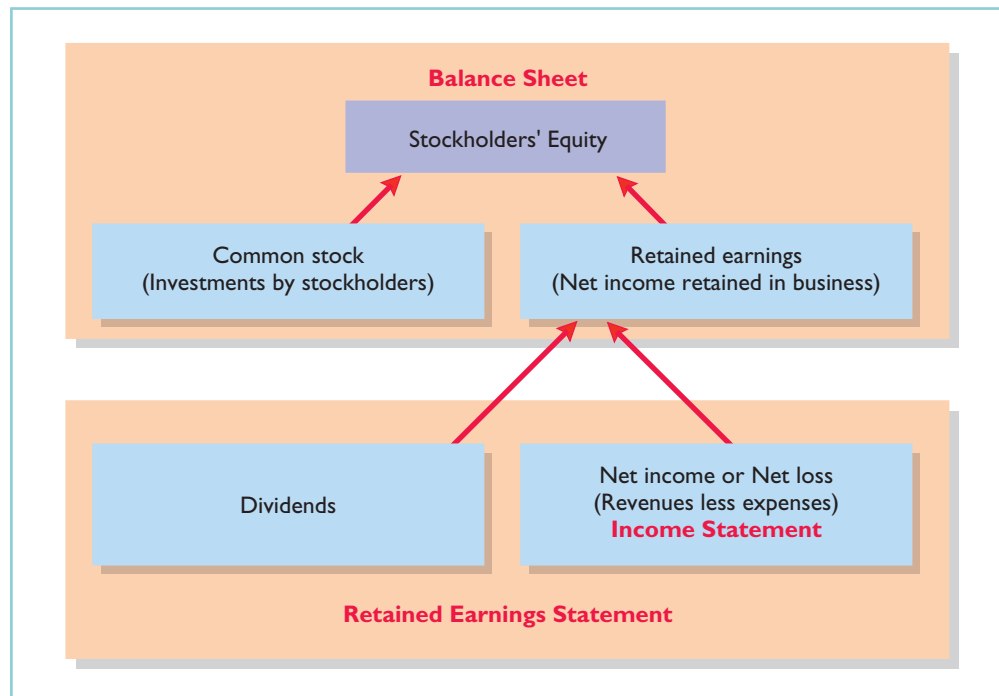 Balance Sheet
Stockholders' Equity
Common stock
(Investments by stockholders)
Retained earnings
(Net income retained in business)
Dividends
Net income or Net loss
(Revenues less expenses)
Income Statement
Retained Earnings Statement